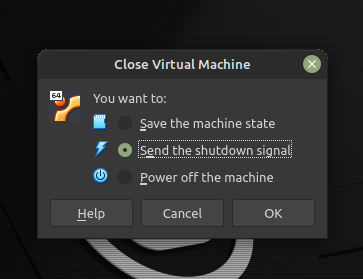 Close Virtual Machine
64
You want to:
Save the machine state
Send the shutdown signal
Power off the machine
Help
Cancel
OK